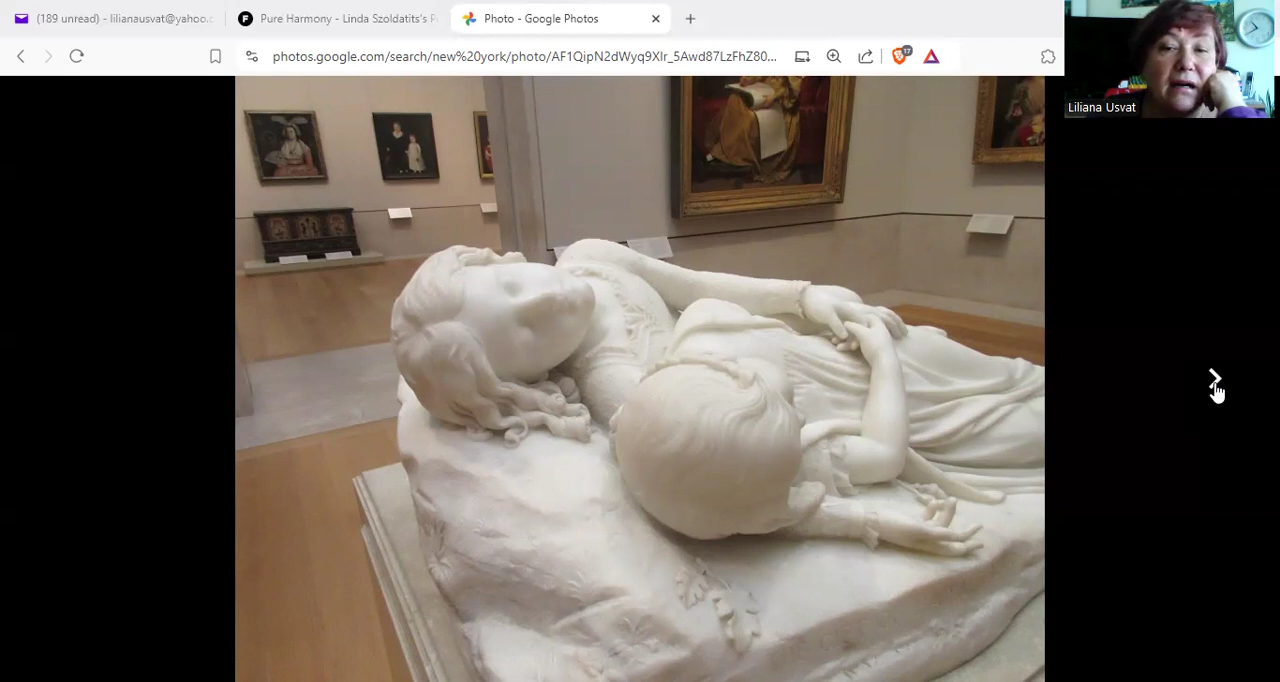 (189 unread) - lilianausvat@yahoo.c
Pure Harmony - Linda Szoldatits's P
Photo - Google Photos
photos.google.com/search/new%20york/photo/AF1QipN2dWyq9Xlr_5Awd87LzFhZ80...
17
Liliana Usvat